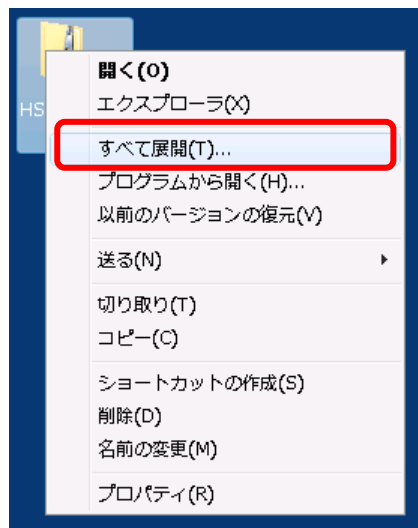 HS
開く(O)
エクスプローラ(X)
すべて展開(T)...
プログラムから開く(H)...
以前のバージョンの復元(V)
送る(N)
切り取り(T)
コピー(C)
ショートカットの作成(S)
削除(D)
名前の変更(M)
プロパティ(R)